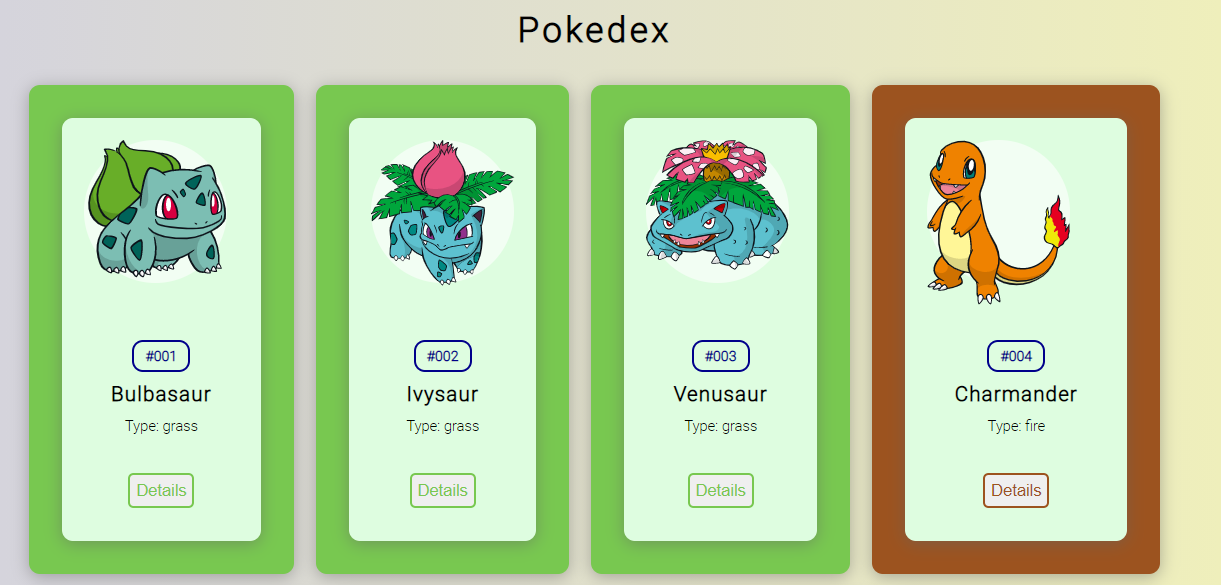 Pokedex
#001
Bulbasaur
Type: grass
Details
#002
Ivysaur
Type: grass
Details
#003
Venusaur
Type: grass
Details
#004
Charmander
Type: fire
Details